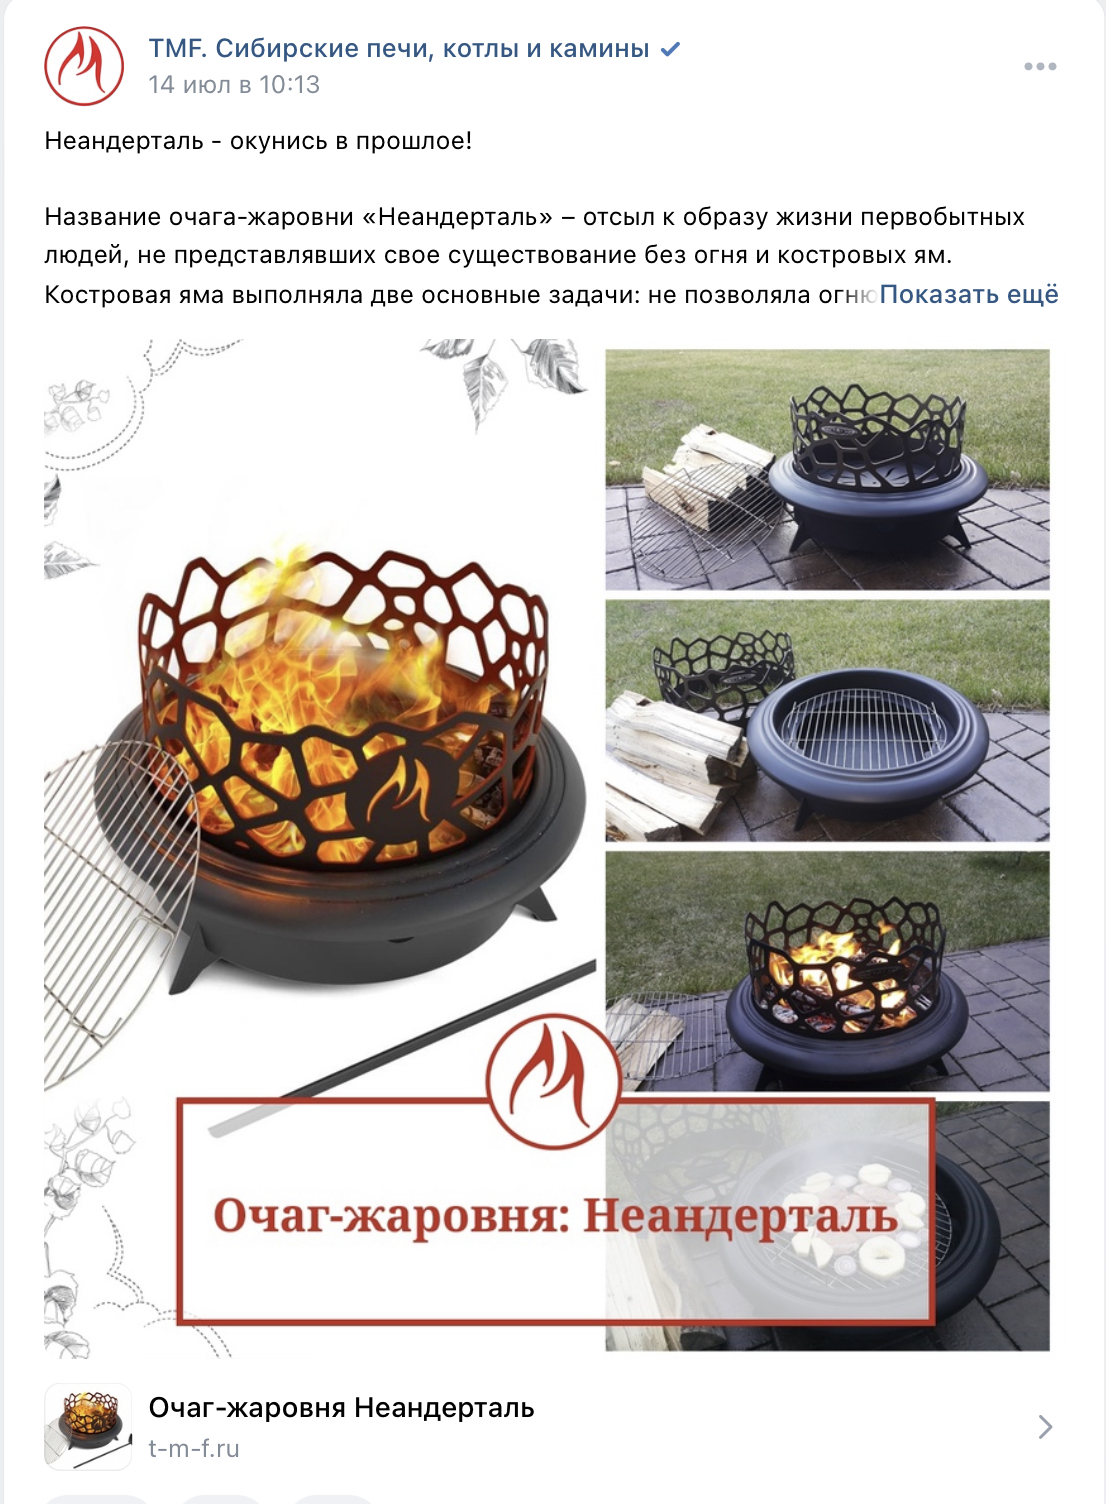 TMF. Сибирские печи, котлы и камины
14 июл в 10:13
Неандерталь - окунись в прошлое!
Название очага-жаровни «Неандерталь» – отсыл к образу жизни первобытных
людей, не представлявших свое существование без огня и костровых ям.
Костровая яма выполняла две основные задачи: не позволяла огню Показать ещё
Очаг-жаровня: Неандерталь
Очаг-жаровня Неандерталь
t-m-f.ru